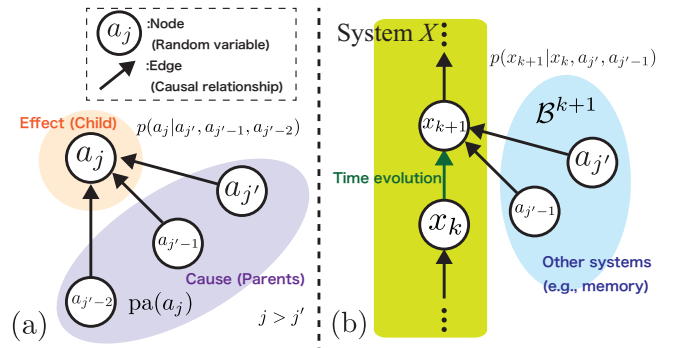 a_j
:Node
(Random variable)
:Edge
(Causal relationship)
Effect (Child)
p(a_j|a_{j'}, a_{j'-1}, a_{j'-2})
a_j
a_{j'}
a_{j'-1}
Cause (Parents)
a_{j'-2}
pa(a_j)
j > j'
(a)
System X
⋮
p(x_{k+1}|x_k, a_{j'}, a_{j'-1})
ℬ^{k+1}
x_{k+1}
a_{j'}
Time evolution
a_{j'-1}
x_k
Other systems
(e.g., memory)
⋮
(b)